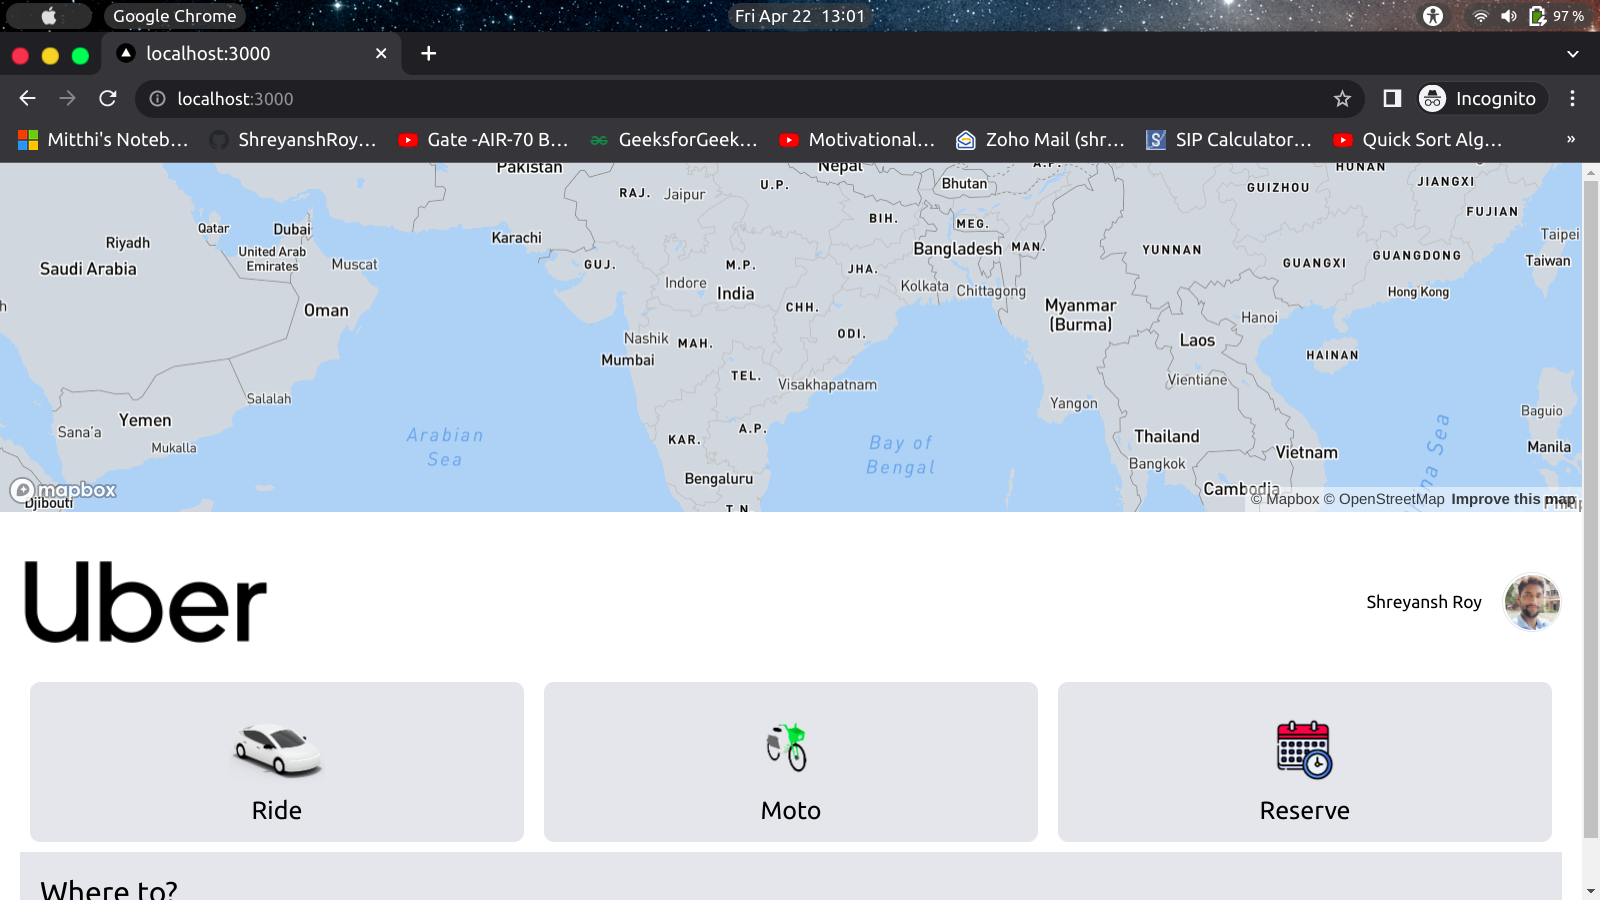 Google Chrome
Fri Apr 22 13:01
97 %
localhost:3000
localhost:3000
Incognito
Mitthi's Noteb...
ShreyanshRoy...
Gate -AIR-70 B...
GeeksforGeek...
Motivational...
Zoho Mail (shr...
SIP Calculator...
Quick Sort Alg...
»
Pakistan
Nepal
A.P.
HUNAN
RAJ.
Jaipur
U.P.
Bhutan
GUIZHOU
JIANGXI
Qatar
Dubai
BIH.
MEG.
FUJIAN
Riyadh
Karachi
Bangladesh
MAN.
YUNNAN
Taipei
Saudi Arabia
United Arab
Emirates
Muscat
GUJ.
M.P.
JHA.
GUANGXI
GUANGDONG
Taiwan
Indore
India
Kolkata
Chittagong
Hong Kong
Oman
CHH.
Myanmar
(Burma)
Hanoi
Nashik
MAH.
ODI.
Laos
Mumbai
HAINAN
TEL.
Visakhapatnam
Vientiane
Salalah
Yangon
Yemen
Baguio
Sana'a
Mukalla
Arabian
Sea
KAR.
A.P.
Bay of
Bengal
Thailand
Bangkok
Vietnam
Manila
Bengaluru
Cambodia
na Sea
mapbox
Djibouti
T.N.
© Mapbox © OpenStreetMap Improve this map
Uber
Shreyansh Roy
Ride
Moto
Reserve
Where to?